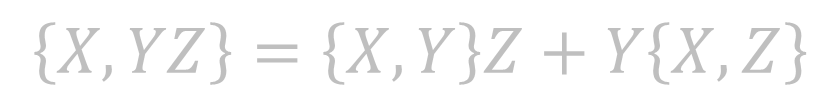 {X, YZ} = {X, Y}Z + Y{X, Z}